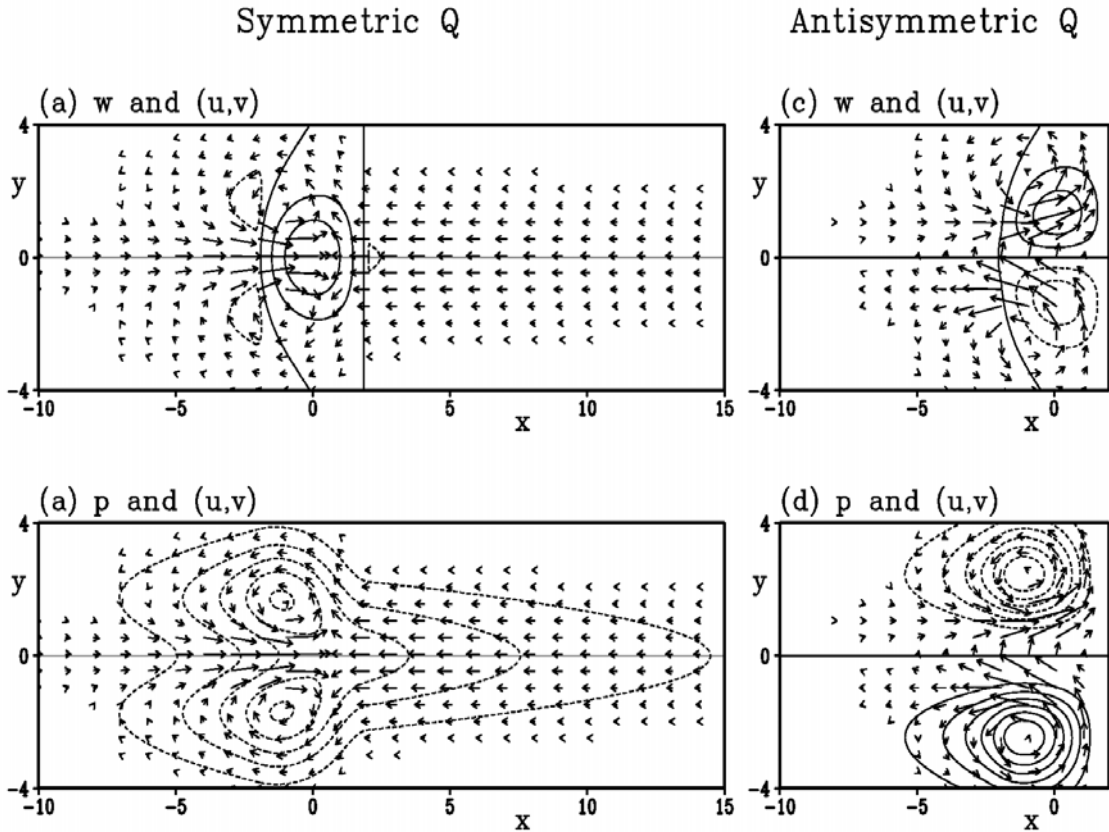 Symmetric Q
Antisymmetric Q
(a) w and (u,v)
(c) w and (u,v)
4
y
0
-4
-10 -5 0 5 10 15
x
4
y
0
-4
-10 -5 0
x
(a) p and (u,v)
(d) p and (u,v)
4
y
0
-4
-10 -5 0 5 10 15
x
4
y
0
-4
-10 -5 0
x